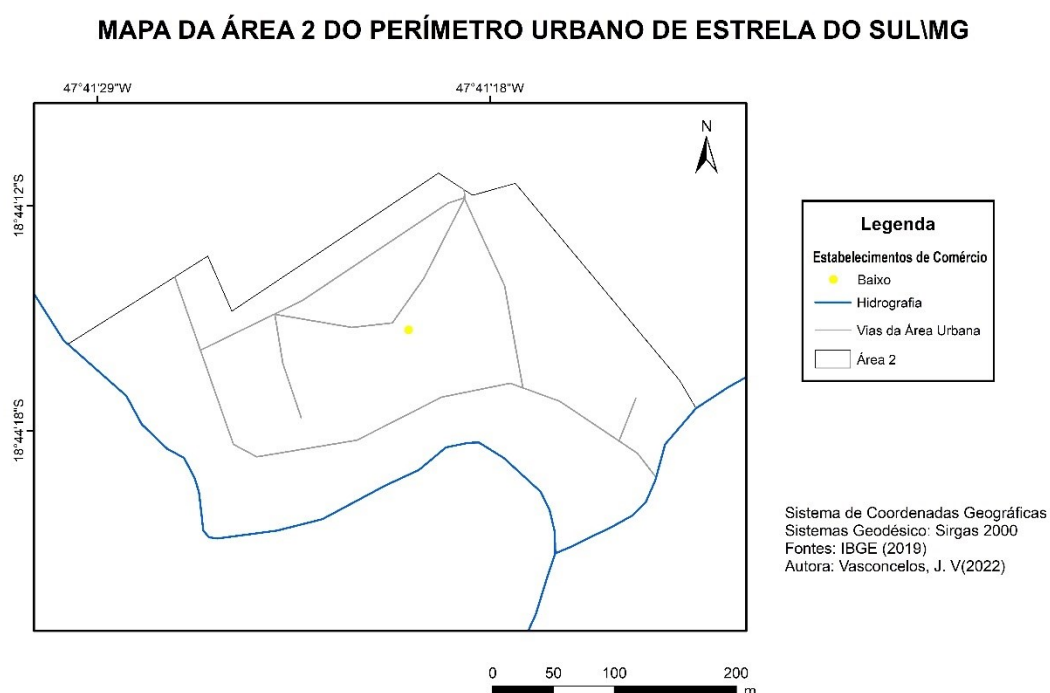 MAPA DA ÁREA 2 DO PERÍMETRO URBANO DE ESTRELA DO SUL\MG
47°41'29"W
47°41'18"W
N
18°44'12"S
18°44'18"S
Legenda
Estabelecimentos de Comércio
Baixo
Hidrografia
Vias da Área Urbana
Área 2
Sistema de Coordenadas Geográficas
Sistemas Geodésico: Sirgas 2000
Fontes: IBGE (2019)
Autora: Vasconcelos, J. V(2022)
0 50 100 200
m